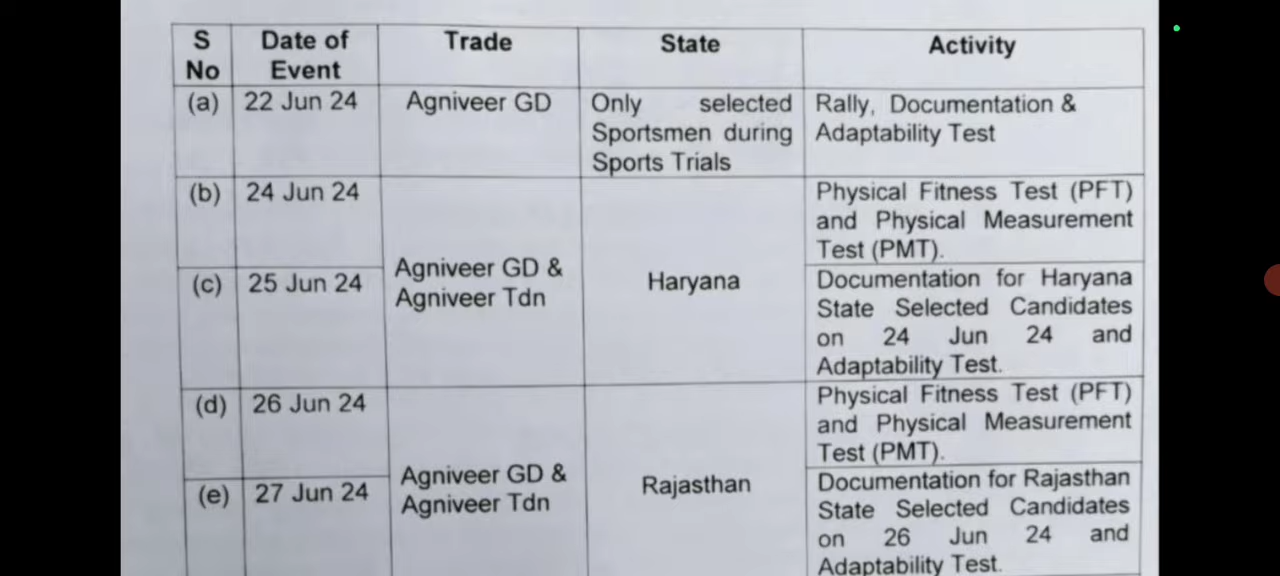 S No	Date of Event	Trade	State	Activity
(a)	22 Jun 24	Agniveer GD	Only selected Sportsmen during Sports Trials	Rally, Documentation & Adaptability Test
(b)	24 Jun 24	Agniveer GD & Agniveer Tdn	Haryana	Physical Fitness Test (PFT) and Physical Measurement Test (PMT).
(c)	25 Jun 24	Documentation for Haryana State Selected Candidates on 24 Jun 24 and Adaptability Test.
(d)	26 Jun 24	Agniveer GD & Agniveer Tdn	Rajasthan	Physical Fitness Test (PFT) and Physical Measurement Test (PMT).
(e)	27 Jun 24	Documentation for Rajasthan State Selected Candidates on 26 Jun 24 and Adaptability Test.